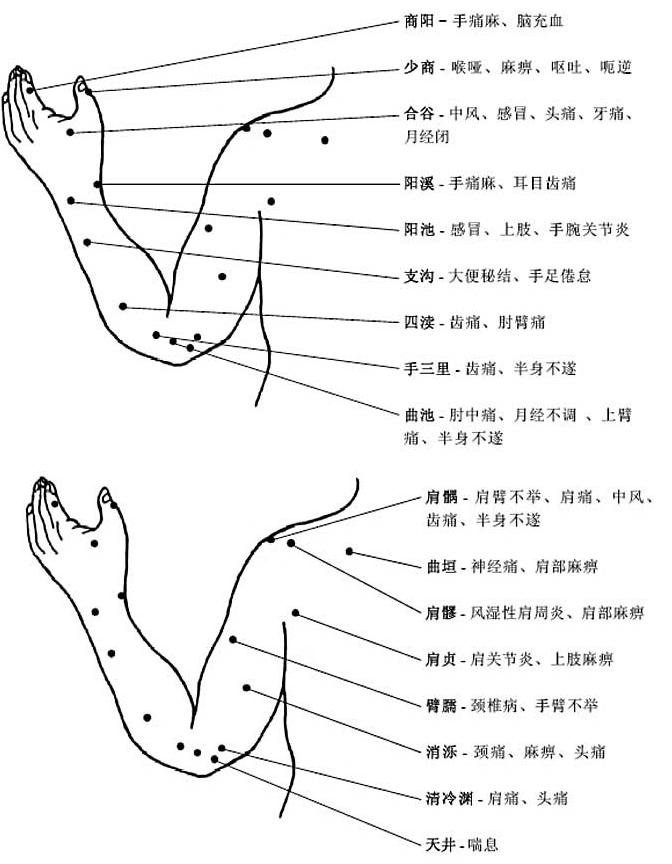 商阳 - 手痛麻、脑充血
少商 - 喉哑、麻痹、呕吐、呃逆
合谷 - 中风、感冒、头痛、牙痛、
月经闭
阳溪 - 手痛麻、耳目齿痛
阳池 - 感冒、上肢、手腕关节炎
支沟 - 大便秘结、手足倦怠
四渎 - 齿痛、肘臂痛
手三里 - 齿痛、半身不遂
曲池 - 肘中痛、月经不调 、上臂
痛、半身不遂
肩髃 - 肩臂不举、肩痛、中风、
齿痛、半身不遂
曲垣 - 神经痛、肩部麻痹
肩髎 - 风湿性肩周炎、肩部麻痹
肩贞 - 肩关节炎、上肢麻痹
臂臑 - 颈椎病、手臂不举
消泺 - 颈痛、麻痹、头痛
清冷渊 - 肩痛、头痛
天井 - 喘息